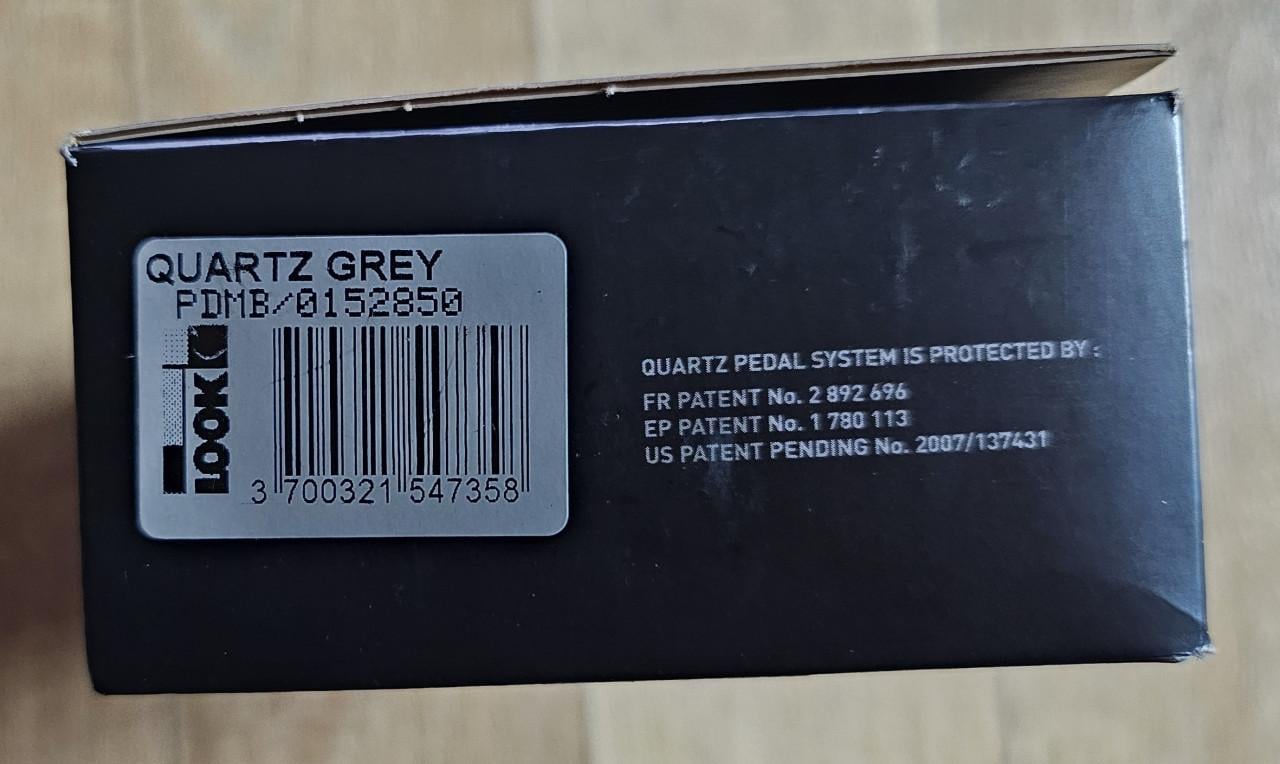 QUARTZ GREY
PDMB/0152850
LOOK
3 700321 547358
QUARTZ PEDAL SYSTEM IS PROTECTED BY :
FR PATENT No. 2 892 696
EP PATENT No. 1 780 113
US PATENT PENDING No. 2007/137431